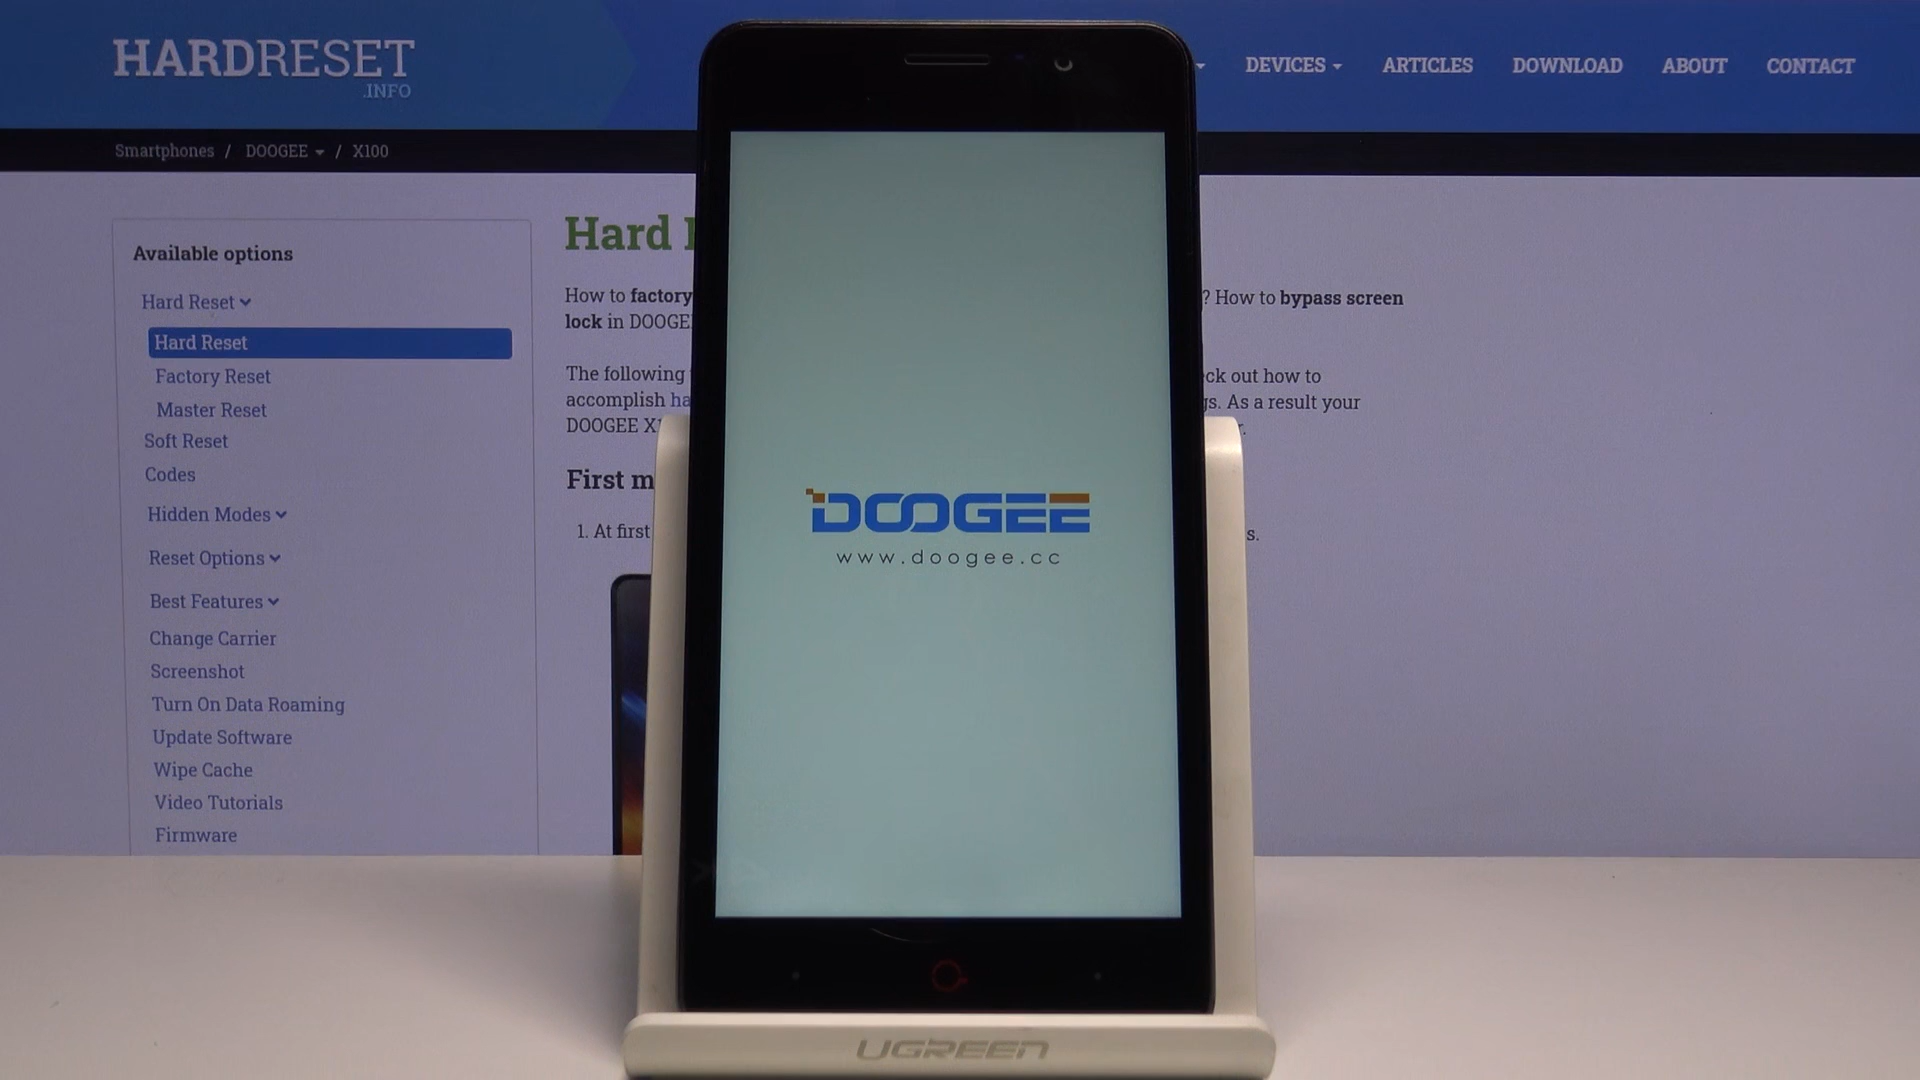 HARDRESET
.INFO
DEVICES
ARTICLES
DOWNLOAD
ABOUT
CONTACT
Smartphones / DOOGEE / X100
Available options
Hard Reset
Hard Reset
Factory Reset
Master Reset
Soft Reset
Codes
Hidden Modes
Reset Options
Best Features
Change Carrier
Screenshot
Turn On Data Roaming
Update Software
Wipe Cache
Video Tutorials
Firmware
Hard
How to factory ? How to bypass screen
lock in DOOGEE
The following ck out how to
accomplish ha gs. As a result your
DOOGEE X1
First m
1. At first s.
DOOGEE
www.doogee.cc
UGREEN